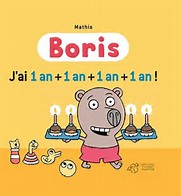 Mathis
Boris
J'ai 1 an + 1 an + 1 an + 1 an !